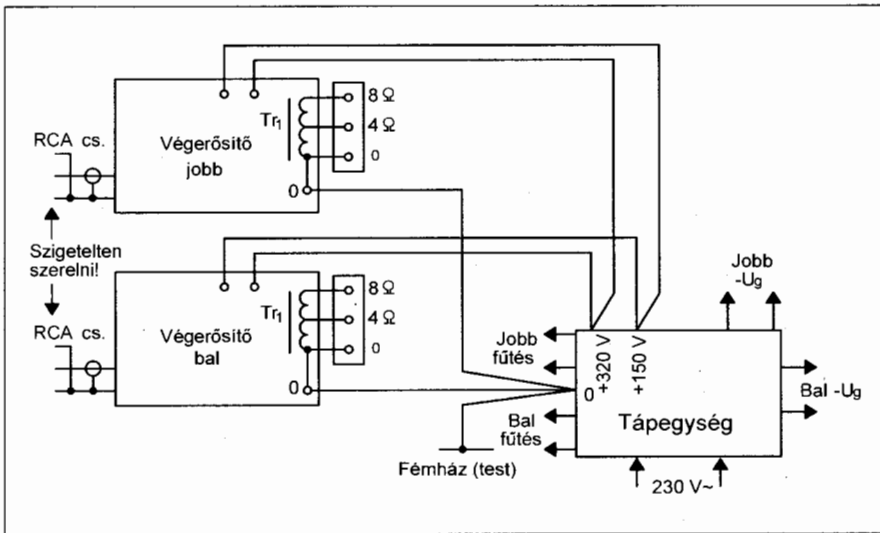 RCA cs.
Végerősítő
jobb
Tr1
8 Ω
4 Ω
0
0
Szigetelten
szerelni!
RCA cs.
Végerősítő
bal
Tr1
8 Ω
4 Ω
0
0
Fémház (test)
Jobb
fűtés
Bal
fűtés
0
+320 V
+150 V
Tápegység
Jobb
-Ug
Bal -Ug
230 V~